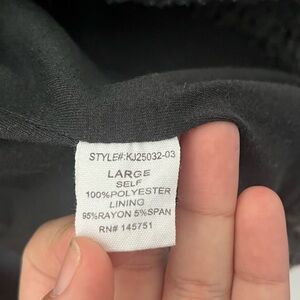 STYLE#:KJ25032-03
LARGE
SELF
100%POLYESTER
LINING
95%RAYON 5%SPAN
RN# 145751